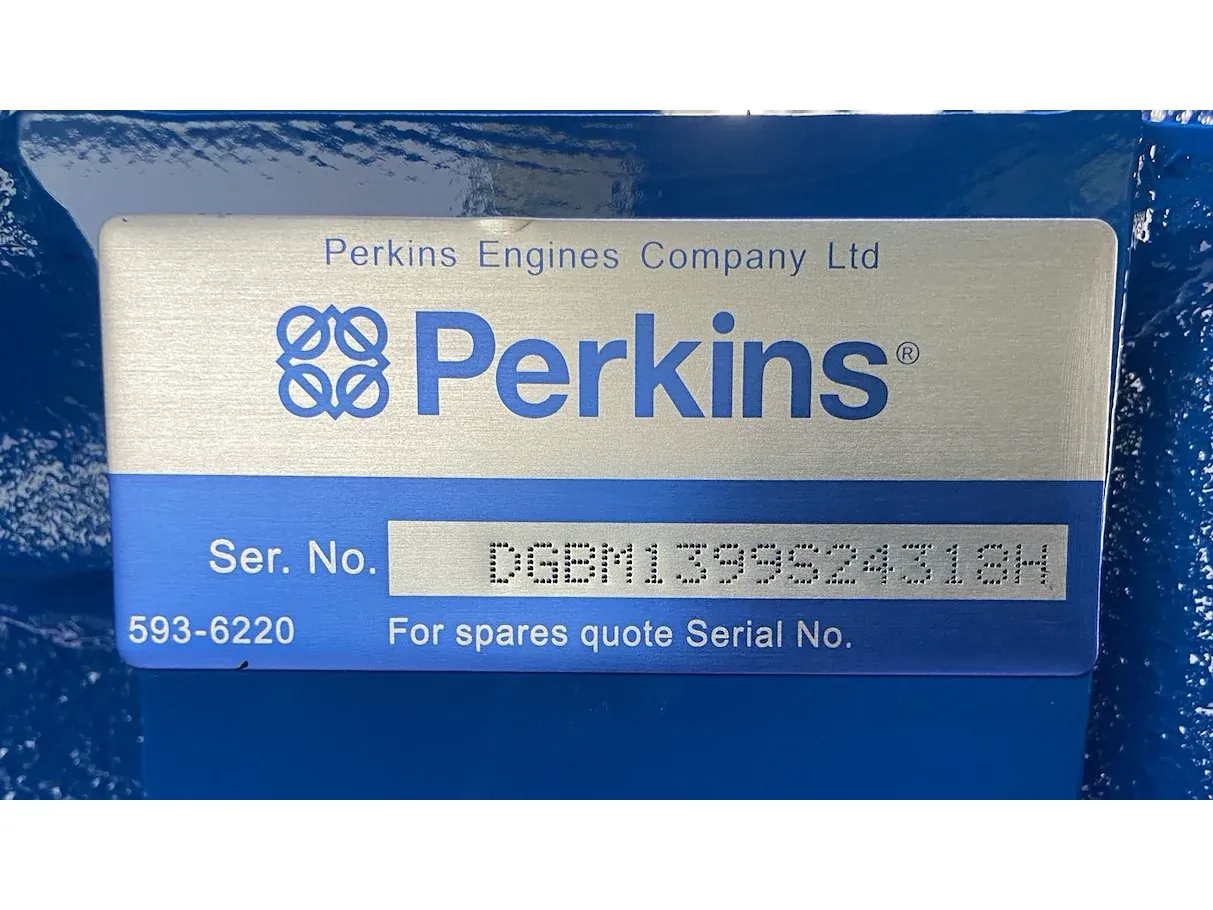 Perkins Engines Company Ltd
Perkins®
Ser. No. DGBM1399S24318H
593-6220 For spares quote Serial No.